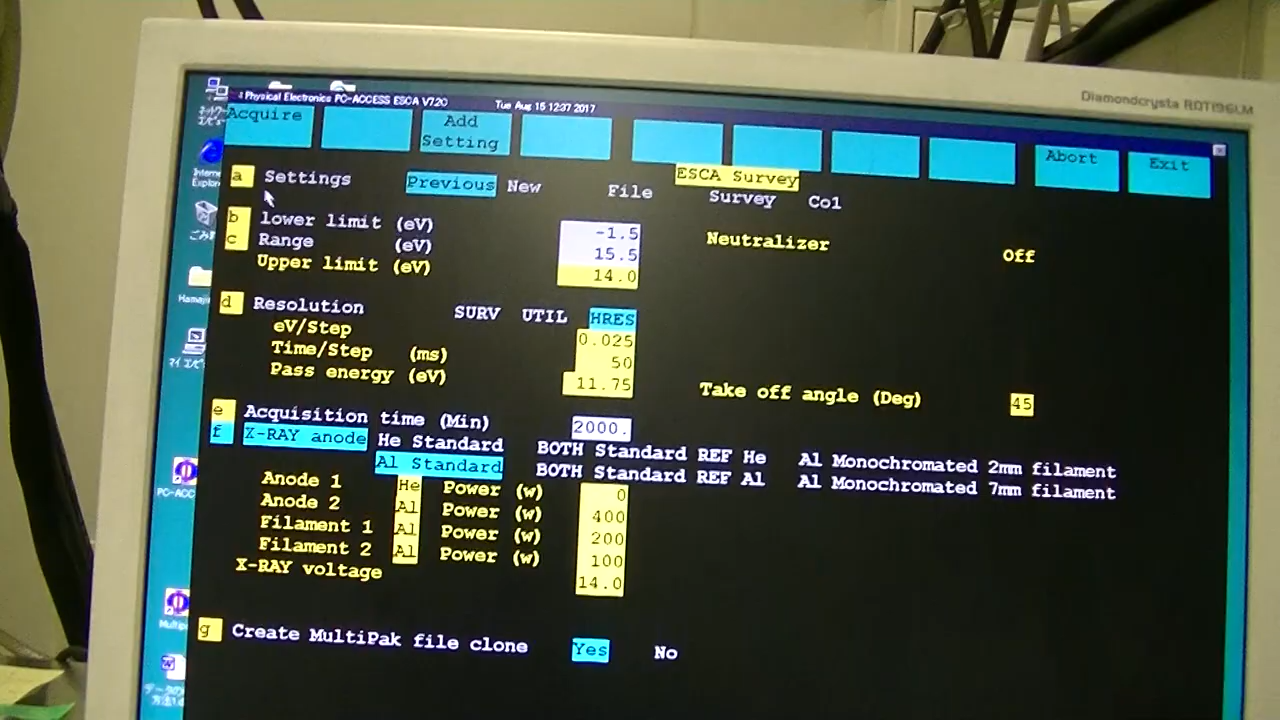 Diamondcrysta RDT196LM
Physical Electronics PC-ACCESS ESCA V7.2C Tue Aug 15 12:37 2017
Acquire Add Setting Abort Exit
ESCA Survey
a Settings Previous New File Survey Col
b lower limit (eV) -1.5 Neutralizer Off
c Range (eV) 15.5
Upper limit (eV) 14.0
d Resolution SURV UTIL HRES
eV/Step 0.025
Time/Step (ms) 50
Pass energy (eV) 11.75 Take off angle (Deg) 45
e Acquisition time (Min) 2000.
f X-RAY anode He Standard BOTH Standard REF He Al Monochromated 2mm filament
Al Standard BOTH Standard REF Al Al Monochromated 7mm filament
Anode 1 He Power (w) 0
Anode 2 Al Power (w) 400
Filament 1 Al Power (w) 200
Filament 2 Al Power (w) 100
X-RAY voltage 14.0
g Create MultiPak file clone Yes No